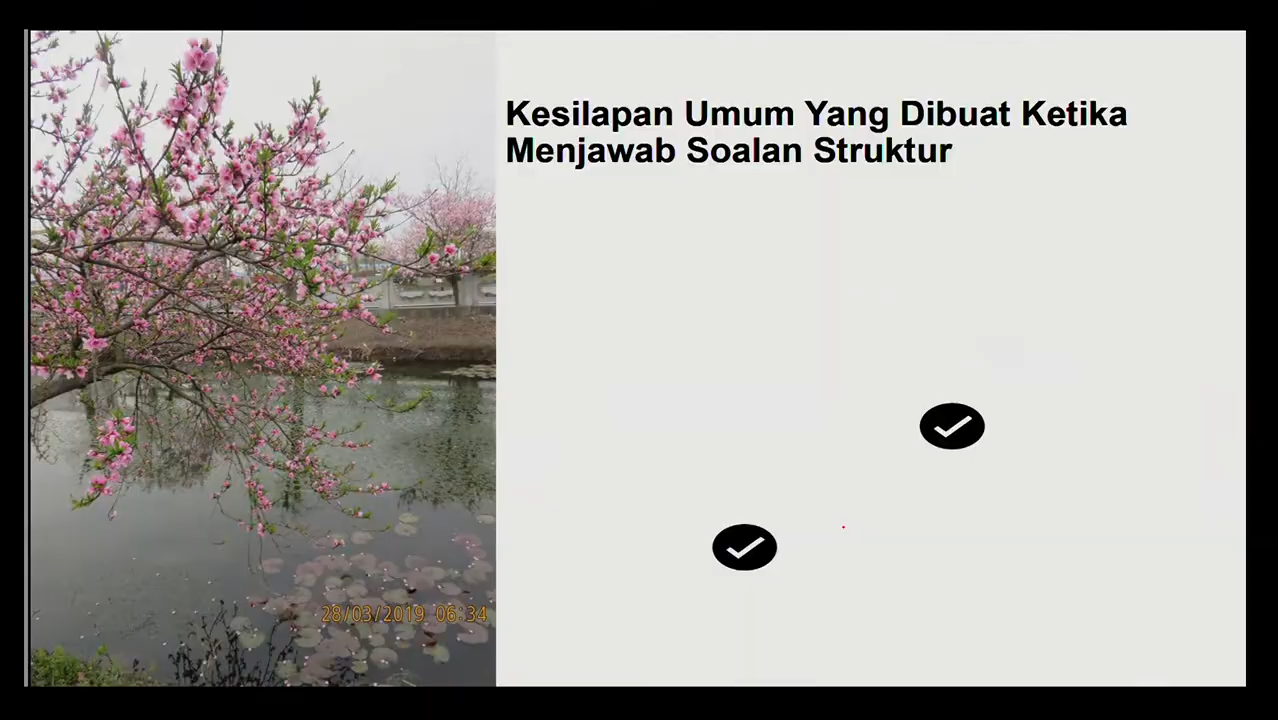 Kesilapan Umum Yang Dibuat Ketika
Menjawab Soalan Struktur
28/03/2019 06:34